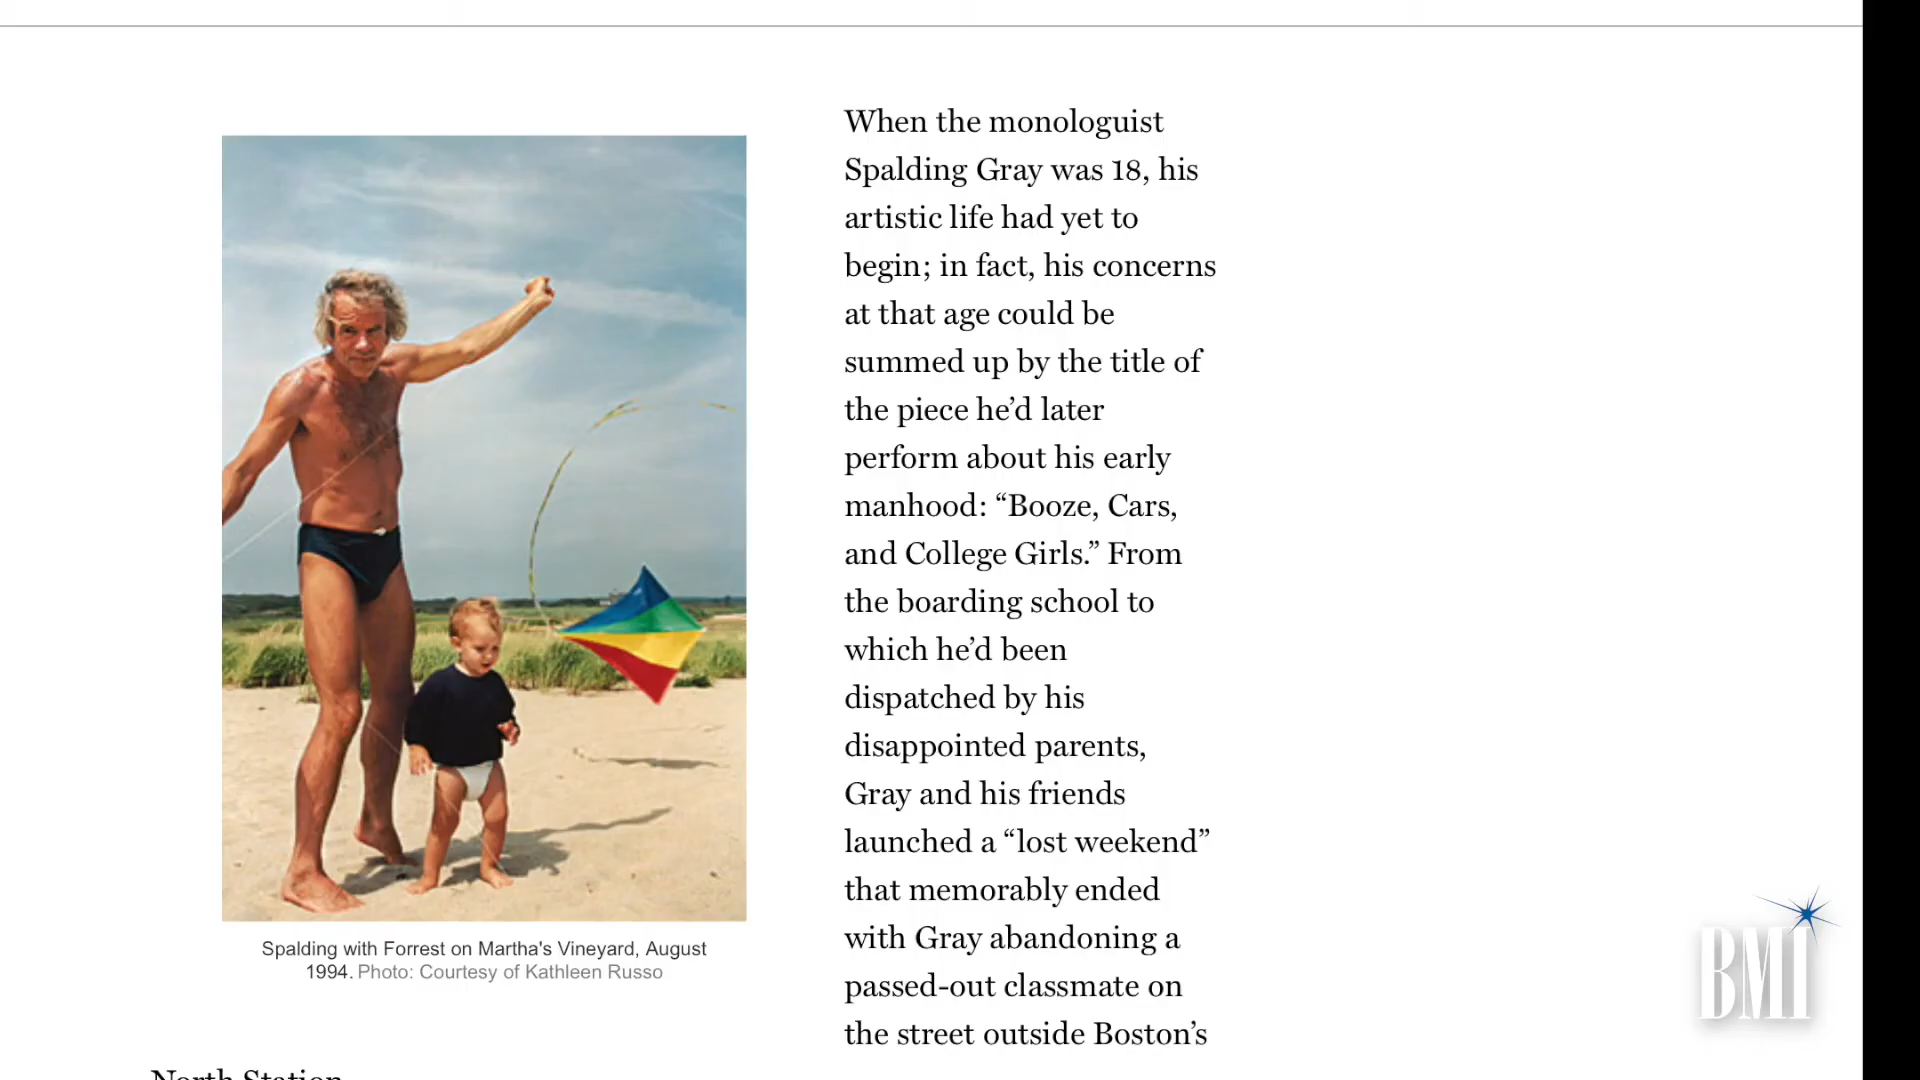 When the monologuist
Spalding Gray was 18, his
artistic life had yet to
begin; in fact, his concerns
at that age could be
summed up by the title of
the piece he’d later
perform about his early
manhood: “Booze, Cars,
and College Girls.” From
the boarding school to
which he’d been
dispatched by his
disappointed parents,
Gray and his friends
launched a “lost weekend”
that memorably ended
with Gray abandoning a
passed-out classmate on
the street outside Boston’s
North Station
Spalding with Forrest on Martha's Vineyard, August
1994. Photo: Courtesy of Kathleen Russo
BMI